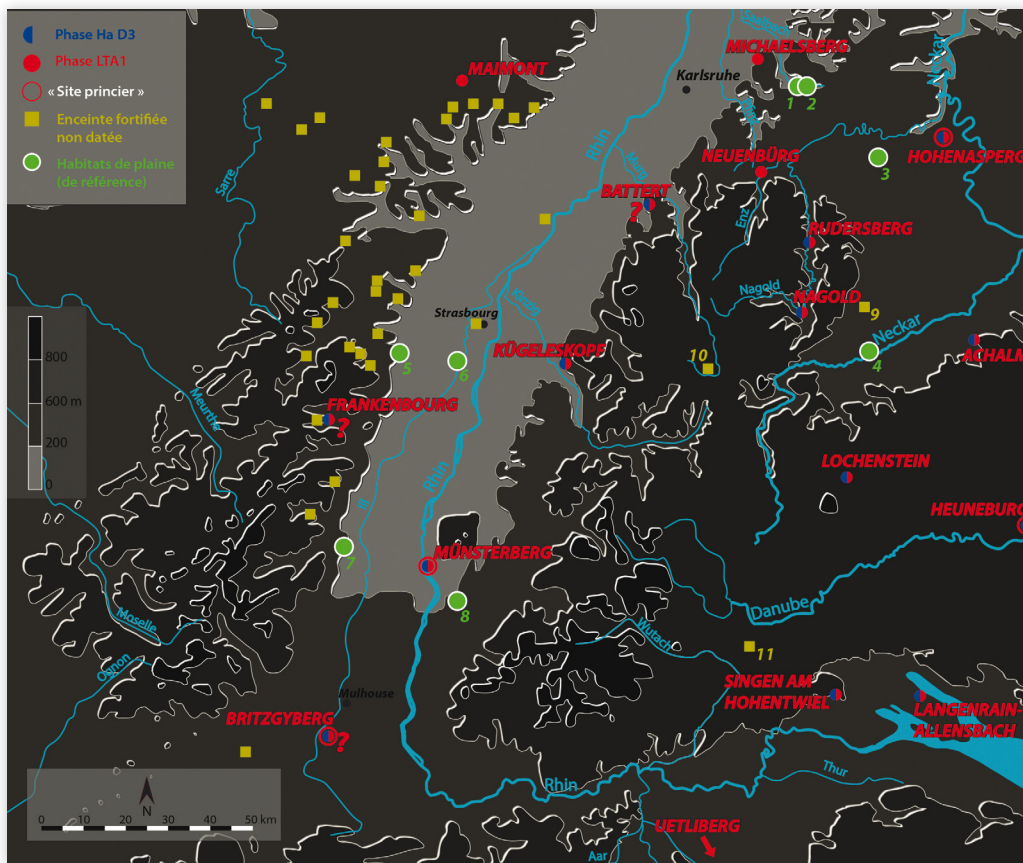 Phase Ha D3
Phase LTA1
« Site princier »
Enceinte fortifiée
non datée
Habitats de plaine
(de référence)
MAIMONT
MICHAELSBERG
Karlsruhe
Neckar
1
2
HOHENASPERG
3
NEUENBÜRG
Rhin
Murg
Sarre
BATTERT
?
Enz
RUDERSBERG
Nagold
NAGOLD
9
Neckar
Strasbourg
Kinzig
KÜGELESKOPF
10
4
ACHALM
800
600 m
200
0
5
6
Meurthe
FRANKENBOURG
?
LOCHENSTEIN
Rhin
Ill
HEUNEBURG
7
MÜNSTERBERG
8
Danube
Moselle
Ognon
Wutach
11
Mulhouse
SINGEN AM
HOHENTWIEL
LANGENRAIN-
ALLENSBACH
BRITZGYBERG
?
Rhin
Thur
N
0 10 20 30 40 50 km
UETLIBERG
Aar